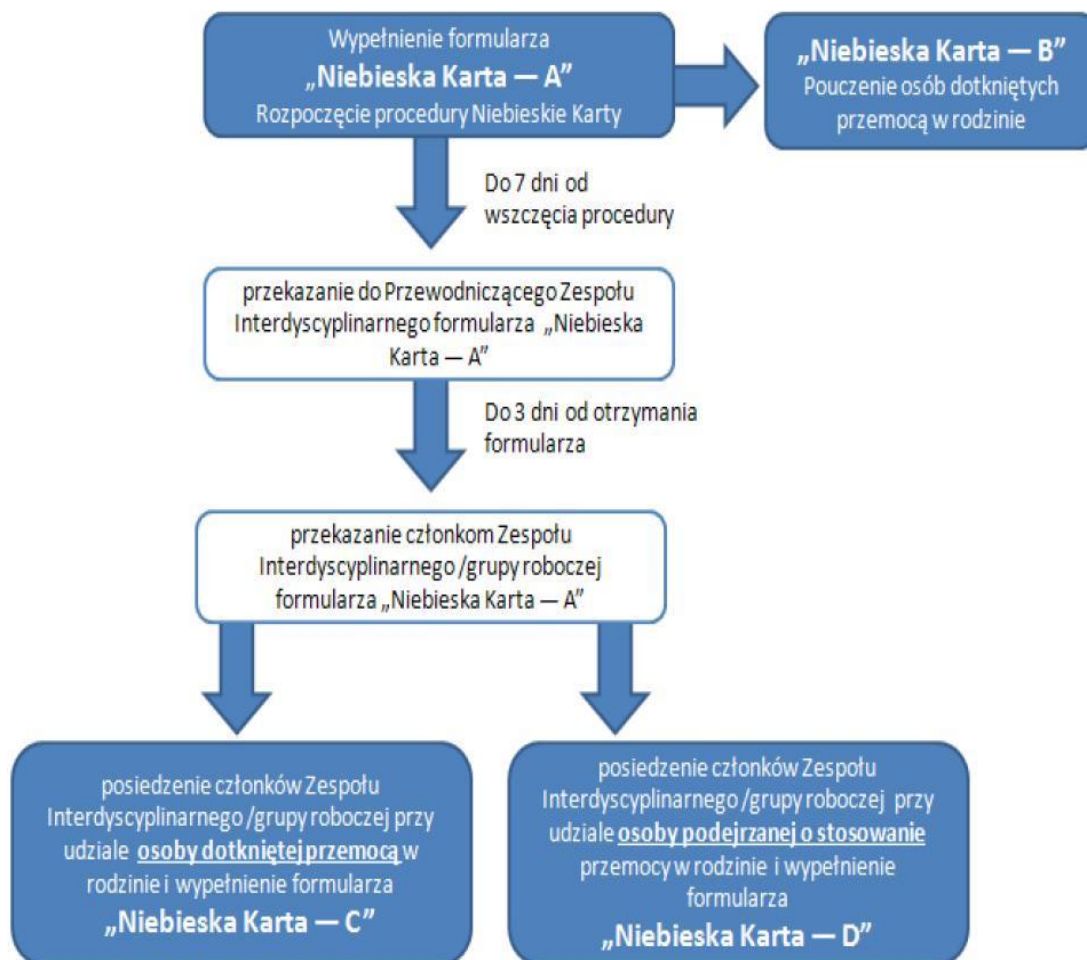 Wypełnienie formularza
„Niebieska Karta — A”
Rozpoczęcie procedury Niebieskie Karty
„Niebieska Karta — B”
Pouczenie osób dotkniętych
przemocą w rodzinie
Do 7 dni od
wszczęcia procedury
przekazanie do Przewodniczącego Zespołu
Interdyscyplinarnego formularza „Niebieska
Karta — A”
Do 3 dni od otrzymania
formularza
przekazanie członkom Zespołu
Interdyscyplinarnego /grupy roboczej
formularza „Niebieska Karta — A”
posiedzenie członków Zespołu
Interdyscyplinarnego /grupy roboczej przy
udziale osoby dotkniętej przemocą w
rodzinie i wypełnienie formularza
„Niebieska Karta — C”
posiedzenie członków Zespołu
Interdyscyplinarnego /grupy roboczej przy
udziale osoby podejrzanej o stosowanie
przemocy w rodzinie i wypełnienie
formularza
„Niebieska Karta — D”